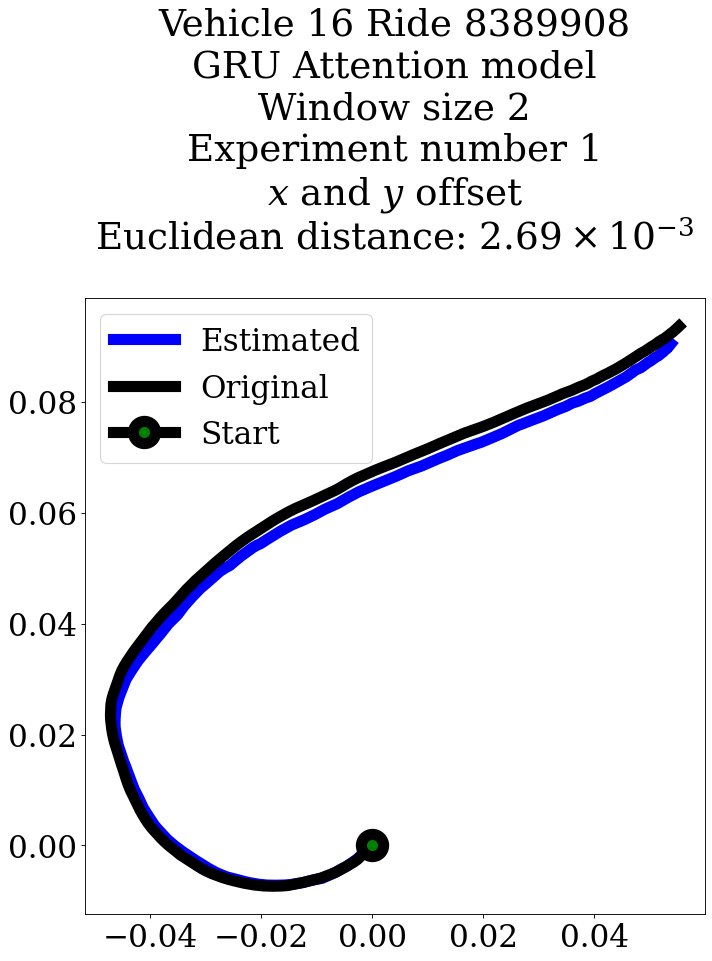 Vehicle 16 Ride 8389908
GRU Attention model
Window size 2
Experiment number 1
x and y offset
Euclidean distance: 2.69 × 10⁻³
Estimated
Original
Start
0.08
0.06
0.04
0.02
0.00
−0.04 −0.02 0.00 0.02 0.04